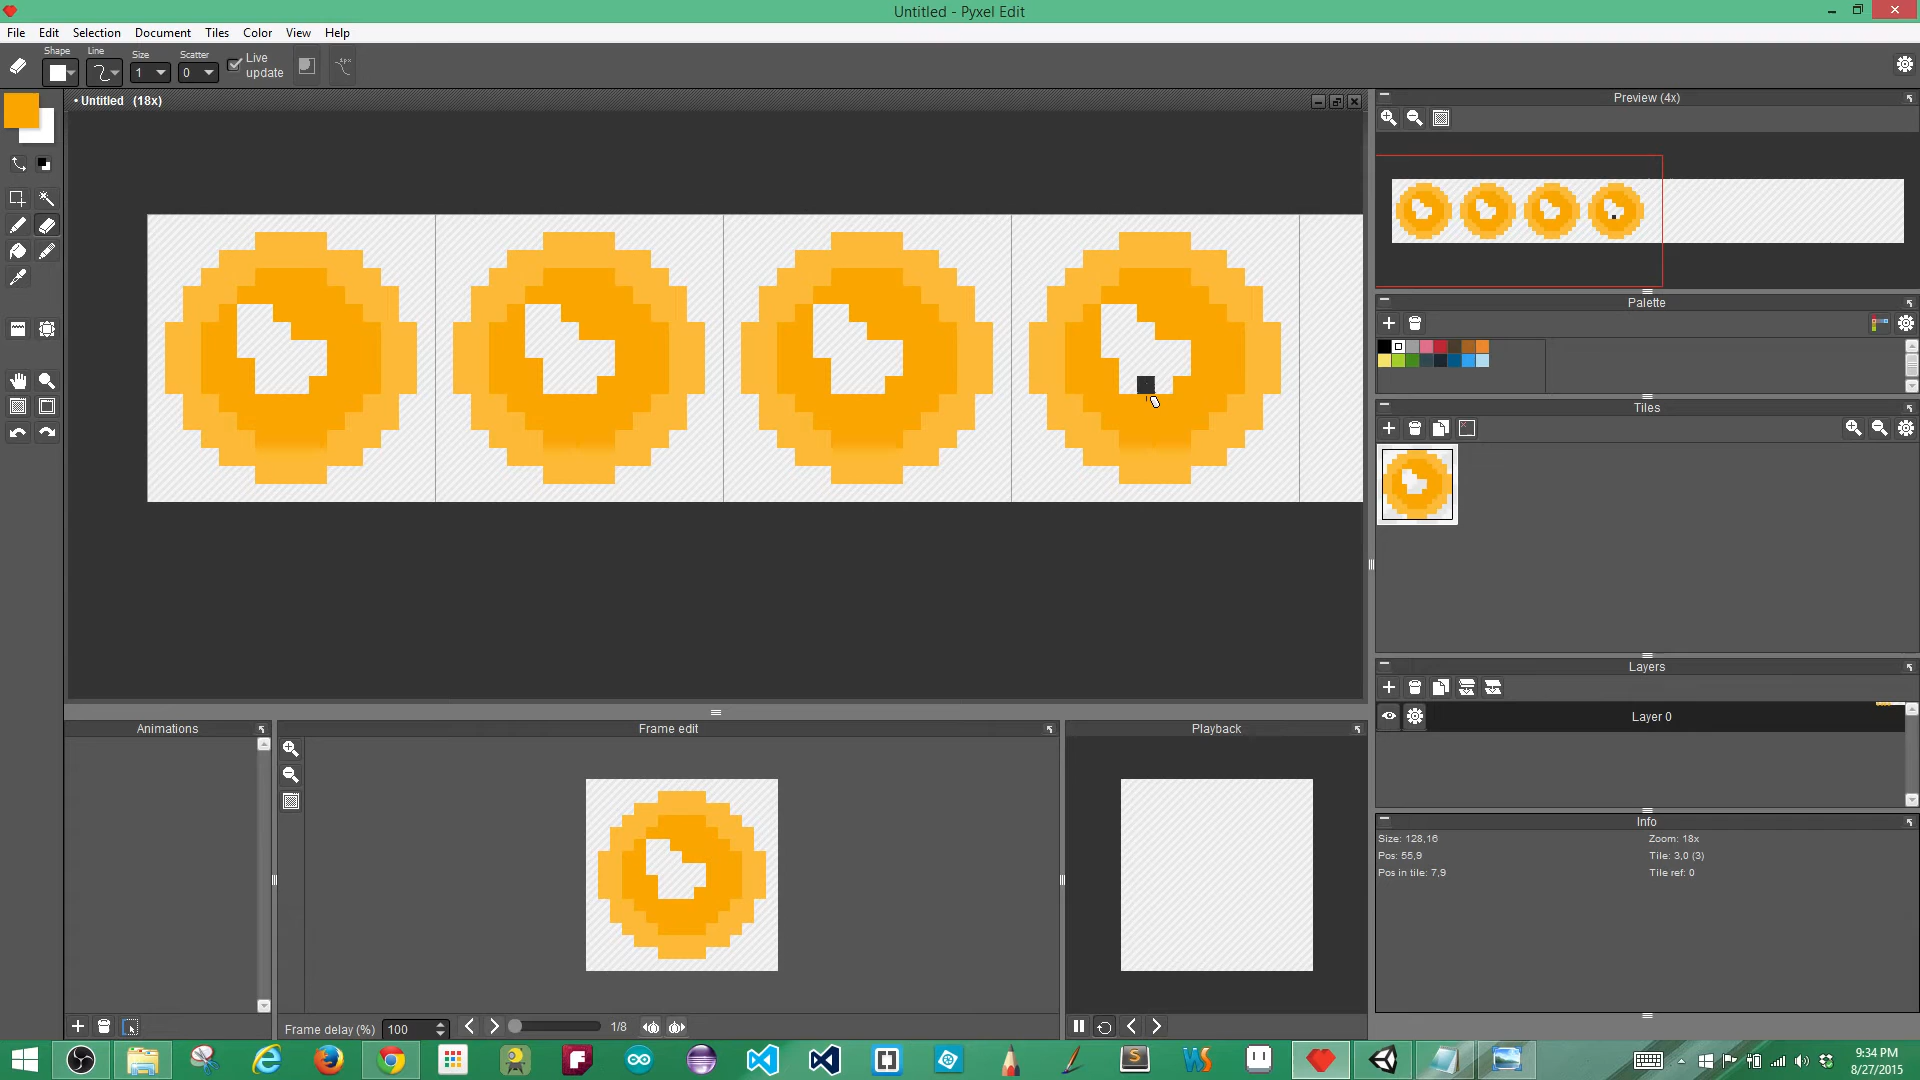 Untitled - Pyxel Edit
File Edit Selection Document Tiles Color View Help
Shape Line Size Scatter
1 0 Live update
• Untitled (18x)
Preview (4x)
Palette
Tiles
Layers
Layer 0
Animations
Frame edit
Playback
Info
Size: 128,16 Zoom: 18x
Pos: 55,9 Tile: 3,0 (3)
Pos in tile: 7,9 Tile ref: 0
Frame delay (%) 100 1/8
9:34 PM
8/27/2015